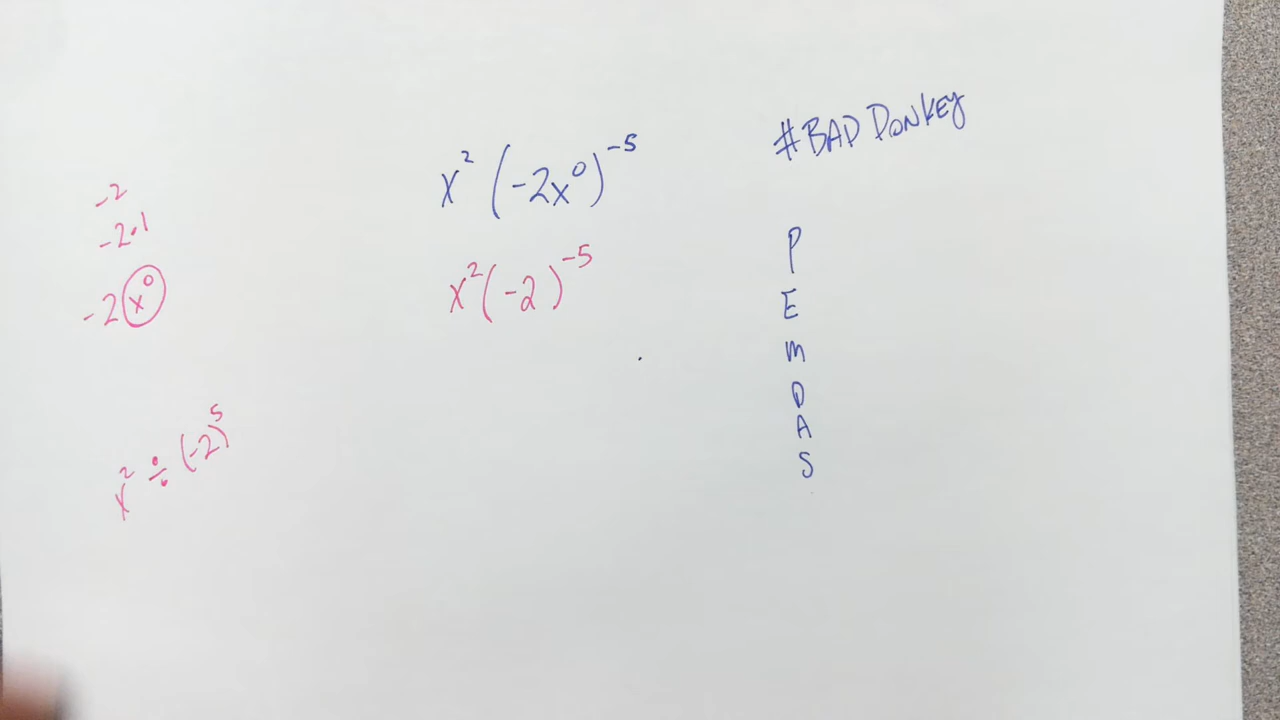 -2
-2·1
-2x⁰
x² ÷ (-2)⁵
x² (-2x⁰)⁻⁵
x² (-2)⁻⁵
#BAD DONKEY
P
E
M
D
A
S